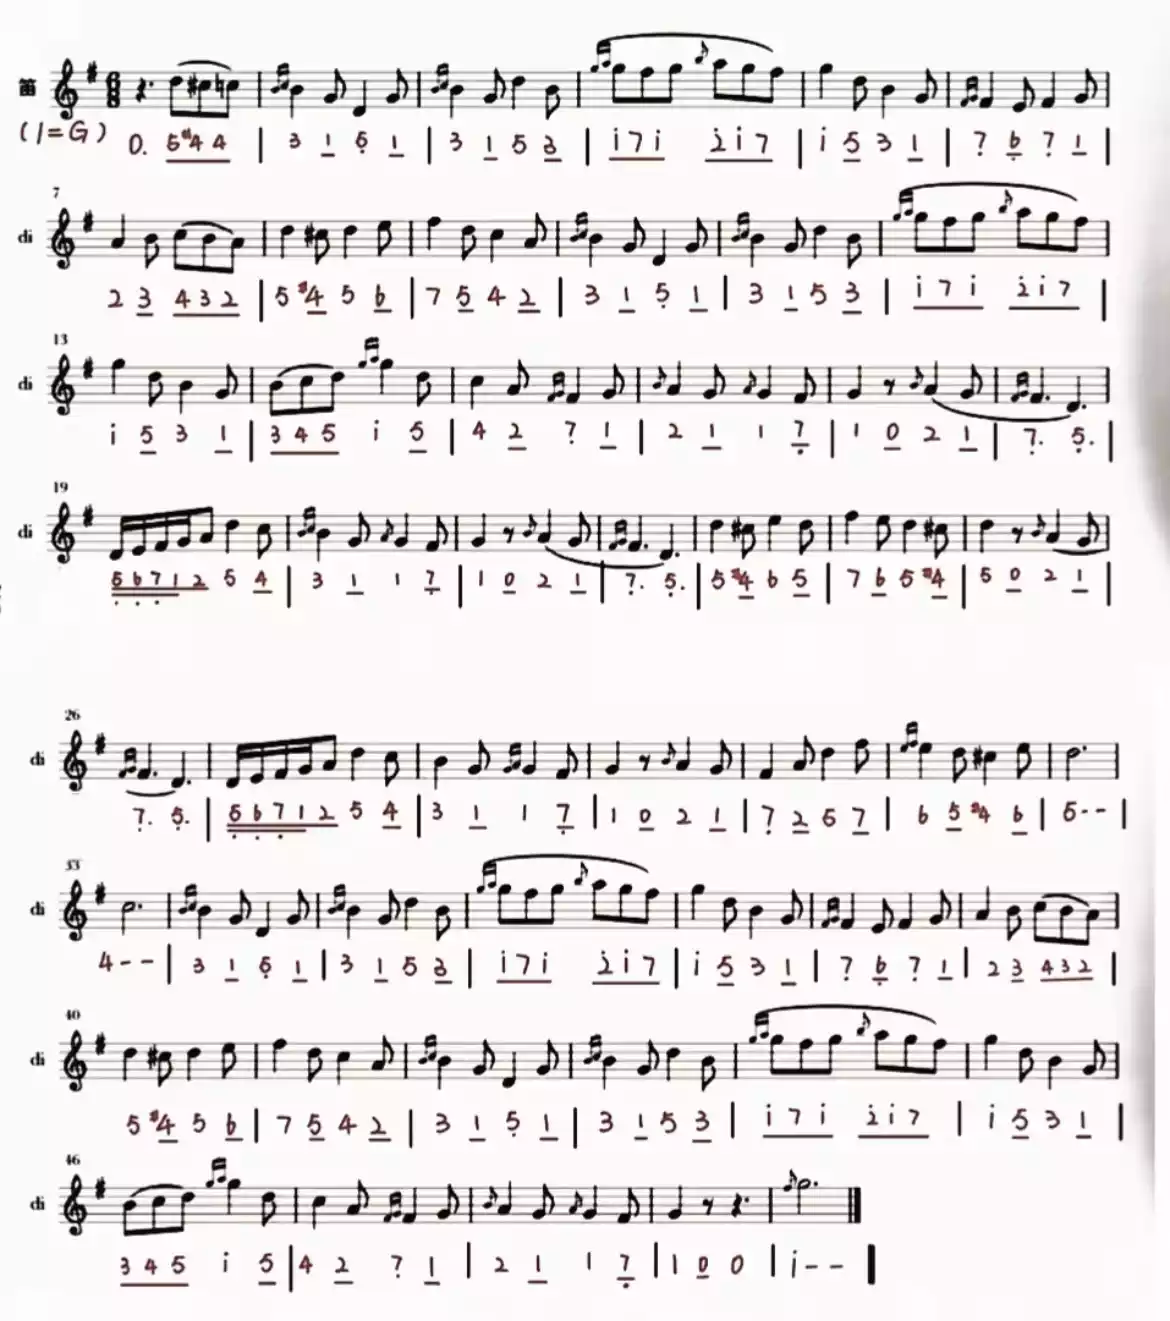 笛
6/8
(1=G) 0. 5#4 4 | 3 1 5 1 | 3 1 5 3 | i 7 i 2 i 7 | i 5 3 1 | 7 6 7 1 |
7
di
2 3 4 3 2 | 5 #4 5 6 | 7 5 4 2 | 3 1 5 1 | 3 1 5 3 | i 7 i 2 i 7 |
13
di
i 5 3 1 | 3 4 5 i 5 | 4 2 7 1 | 2 1 1 7 | 1 0 2 1 | 7. 5. |
19
di
5 6 7 1 2 5 4 | 3 1 1 7 | 1 0 2 1 | 7. 5. | 5 #4 6 5 | 7 6 5 #4 | 5 0 2 1 |
26
di
7. 5. | 5 6 7 1 2 5 4 | 3 1 1 7 | 1 0 2 1 | 7 2 5 7 | 6 5 #4 6 | 5 - - |
33
di
4 - - | 3 1 5 1 | 3 1 5 3 | i 7 i 2 i 7 | i 5 3 1 | 7 6 7 1 | 2 3 4 3 2 |
40
di
5 #4 5 6 | 7 5 4 2 | 3 1 5 1 | 3 1 5 3 | i 7 i 2 i 7 | i 5 3 1 |
46
di
3 4 5 i 5 | 4 2 7 1 | 2 1 1 7 | 1 0 0 | i - - |